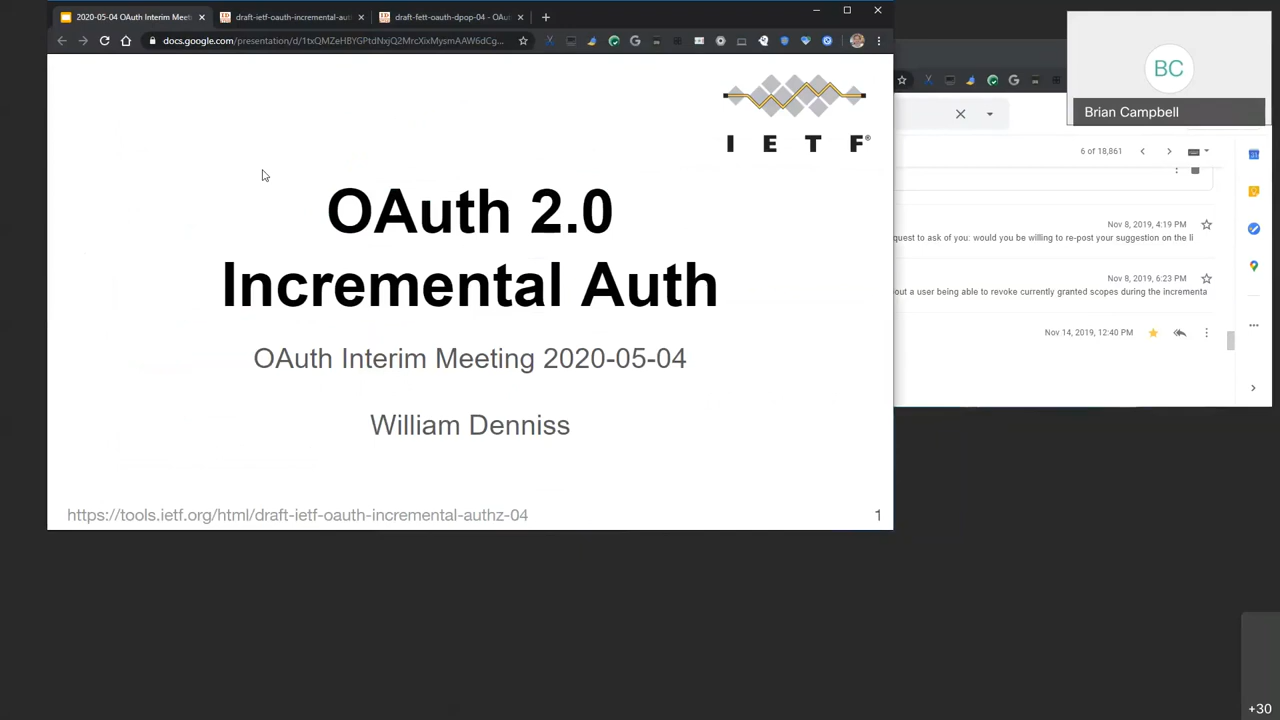 2020-05-04 OAuth Interim Meeti
draft-ietf-oauth-incremental-aut
draft-fett-oauth-dpop-04 - OAu
docs.google.com/presentation/d/1txQMZeHBYGPtdNxjQ2MrcXixMysmAAW6dCg...
IETF®
OAuth 2.0
Incremental Auth
OAuth Interim Meeting 2020-05-04
William Denniss
https://tools.ietf.org/html/draft-ietf-oauth-incremental-authz-04
1
BC
Brian Campbell
6 of 18,861
Nov 8, 2019, 4:19 PM
quest to ask of you: would you be willing to re-post your suggestion on the li
Nov 8, 2019, 6:23 PM
out a user being able to revoke currently granted scopes during the incrementa
Nov 14, 2019, 12:40 PM
+30